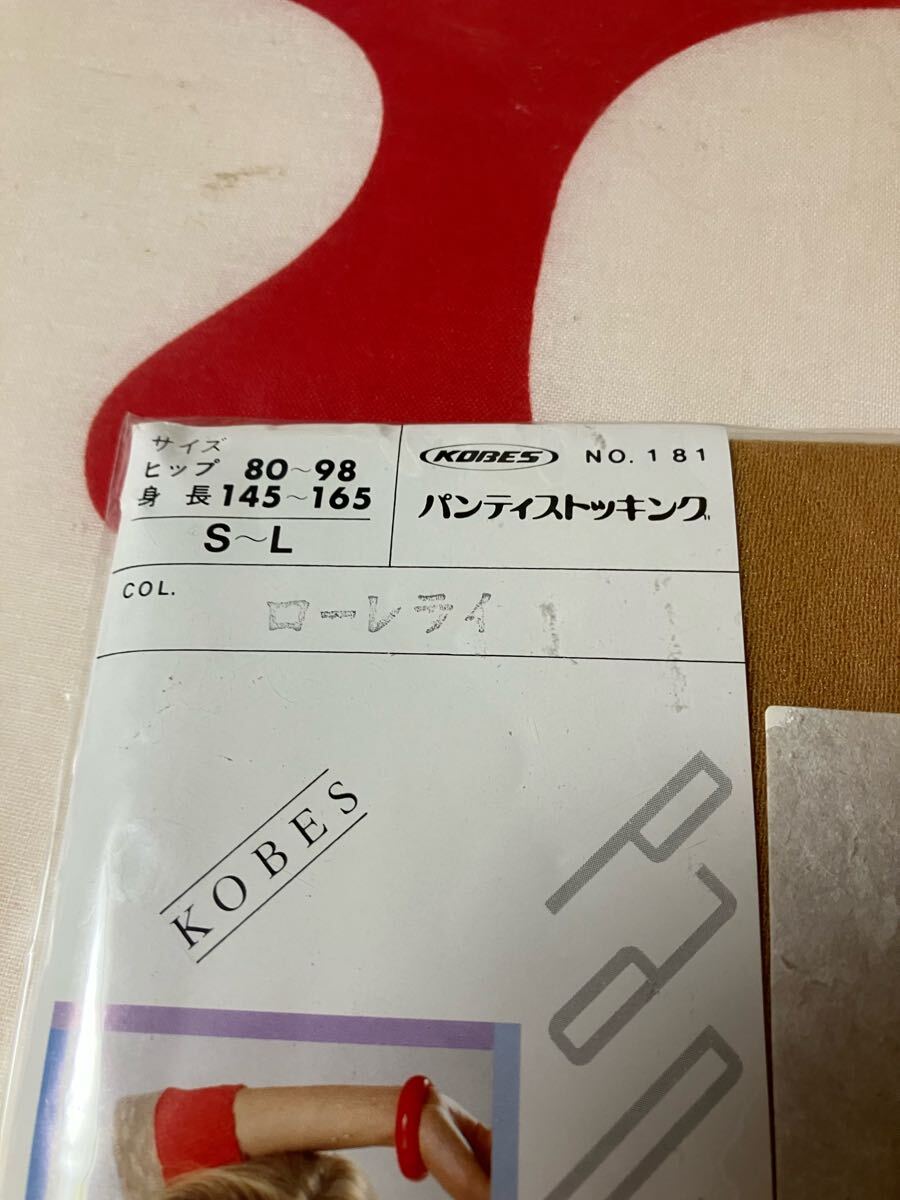 サイズ
ヒップ 80~98
身長 145~165
S~L
KOBES NO. 181
パンティストッキング
COL. ローレライ
KOBES